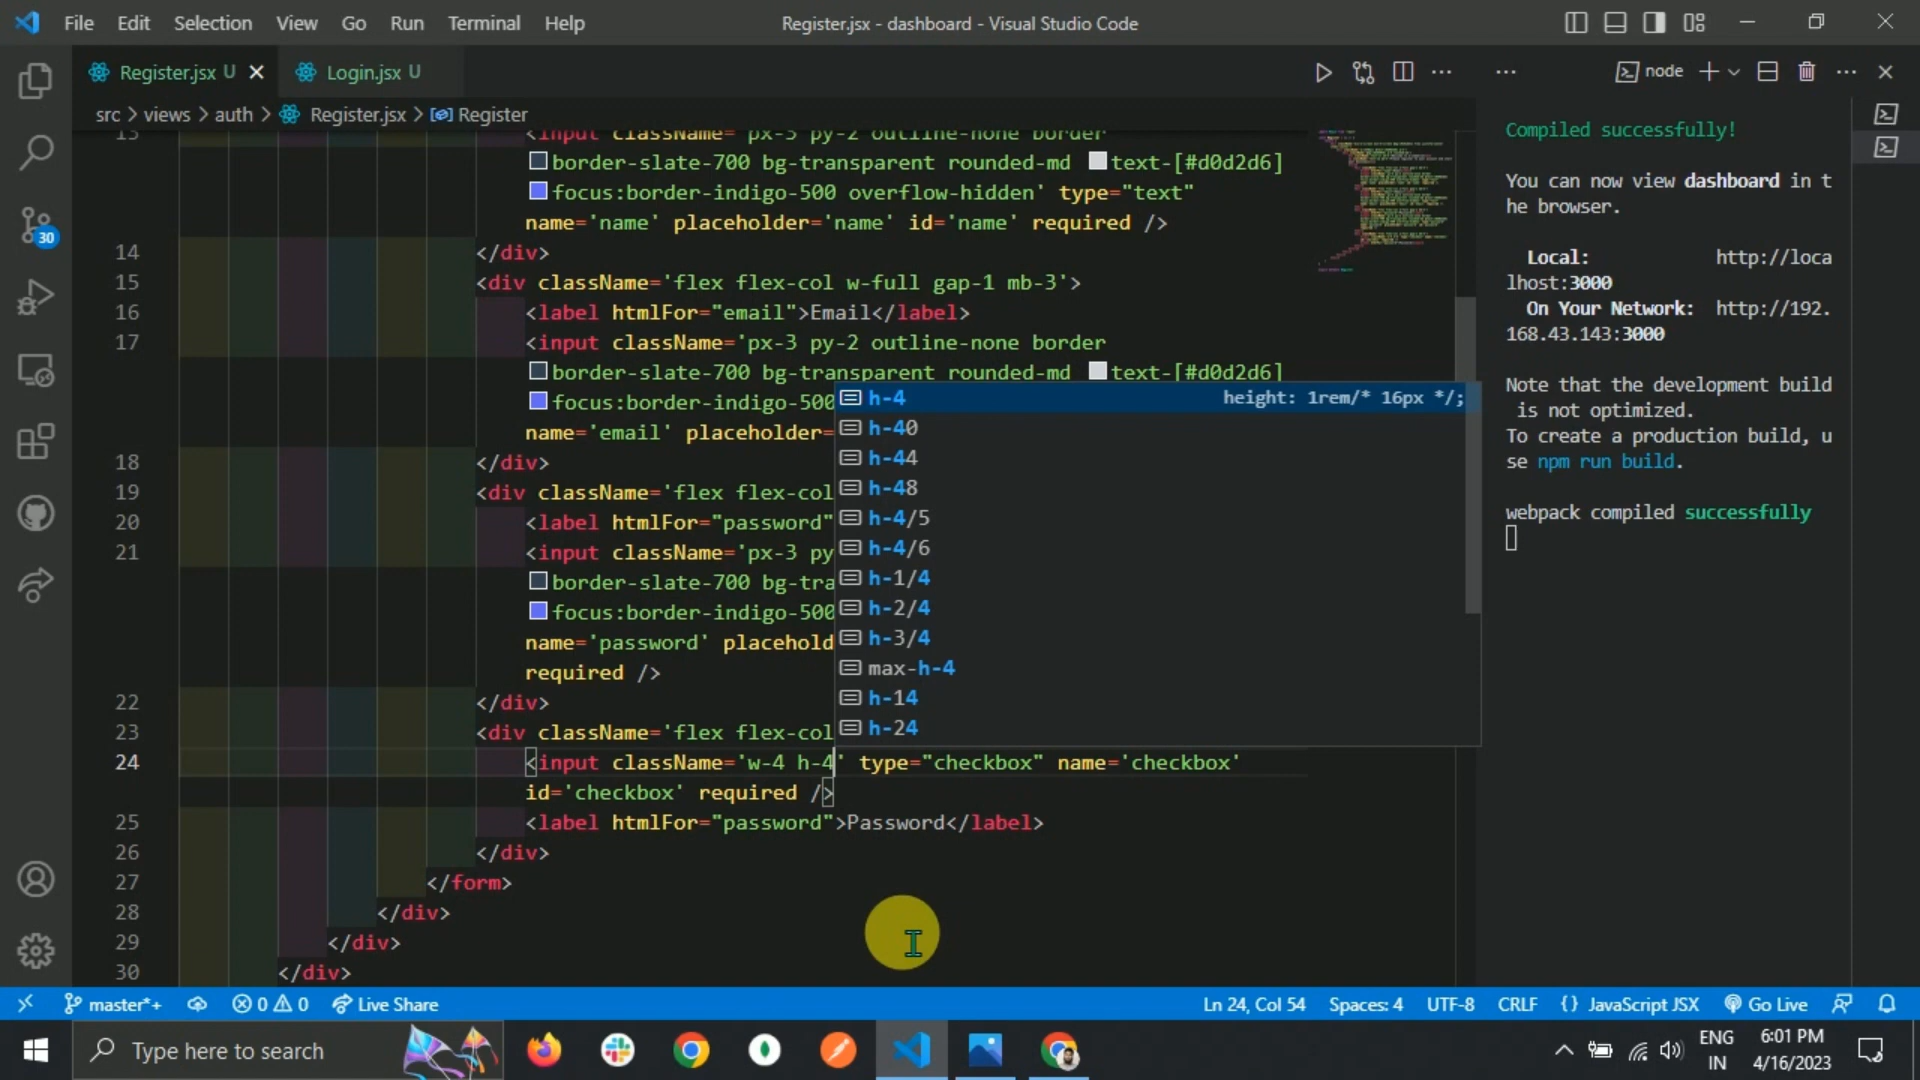 File Edit Selection View Go Run Terminal Help
Register.jsx - dashboard - Visual Studio Code
Register.jsx U
Login.jsx U
node
src > views > auth > Register.jsx > Register
13 <input className='px-3 py-2 outline-none border
border-slate-700 bg-transparent rounded-md text-[#d0d2d6]
focus:border-indigo-500 overflow-hidden' type="text"
name='name' placeholder='name' id='name' required />
14 </div>
15 <div className='flex flex-col w-full gap-1 mb-3'>
16 <label htmlFor="email">Email</label>
17 <input className='px-3 py-2 outline-none border
border-slate-700 bg-transparent rounded-md text-[#d0d2d6]
focus:border-indigo-500
name='email' placeholder=
18 </div>
19 <div className='flex flex-col
20 <label htmlFor="password"
21 <input className='px-3 py
border-slate-700 bg-tra
focus:border-indigo-500
name='password' placehold
required />
22 </div>
23 <div className='flex flex-col
24 <input className='w-4 h-4' type="checkbox" name='checkbox'
id='checkbox' required />
25 <label htmlFor="password">Password</label>
26 </div>
27 </form>
28 </div>
29 </div>
30 </div>
h-4 height: 1rem/* 16px */;
h-40
h-44
h-48
h-4/5
h-4/6
h-1/4
h-2/4
h-3/4
max-h-4
h-14
h-24
Compiled successfully!
You can now view dashboard in t
he browser.
Local: http://loca
lhost:3000
On Your Network: http://192.
168.43.143:3000
Note that the development build
is not optimized.
To create a production build, u
se npm run build.
webpack compiled successfully
30
master*+ 0 0 Live Share
Ln 24, Col 54 Spaces: 4 UTF-8 CRLF {} JavaScript JSX Go Live
Type here to search
ENG
IN
6:01 PM
4/16/2023